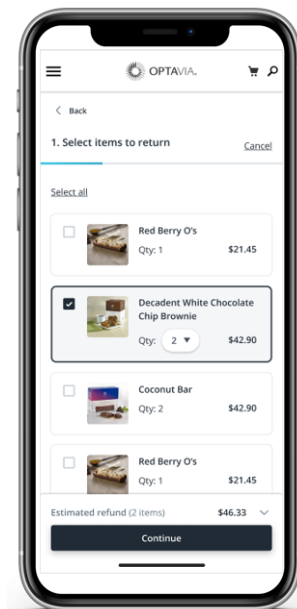 OPTAVIA.
Back
1. Select items to return
Cancel
Select all
Red Berry O's
Qty: 1
$21.45
Decadent White Chocolate
Chip Brownie
Qty: 2
$42.90
Coconut Bar
Qty: 2
$42.90
Red Berry O's
Qty: 1
$21.45
Estimated refund (2 items)
$46.33
Continue